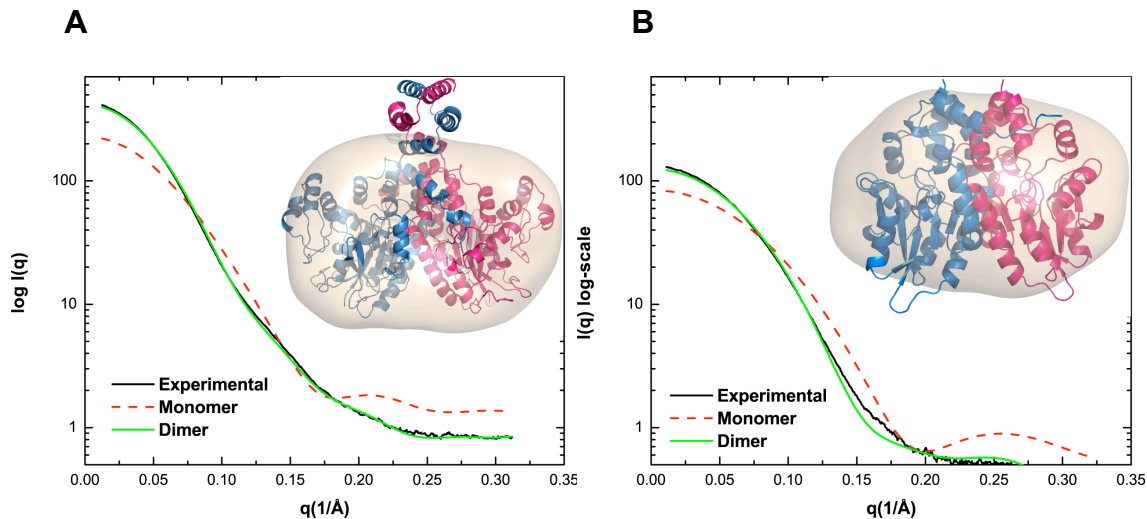 A
B
log I(q)
100
10
1
Experimental
Monomer
Dimer
0.00 0.05 0.10 0.15 0.20 0.25 0.30 0.35
q(1/Å)
I(q) log-scale
100
10
1
Experimental
Monomer
Dimer
0.00 0.05 0.10 0.15 0.20 0.25 0.30 0.35
q(1/Å)